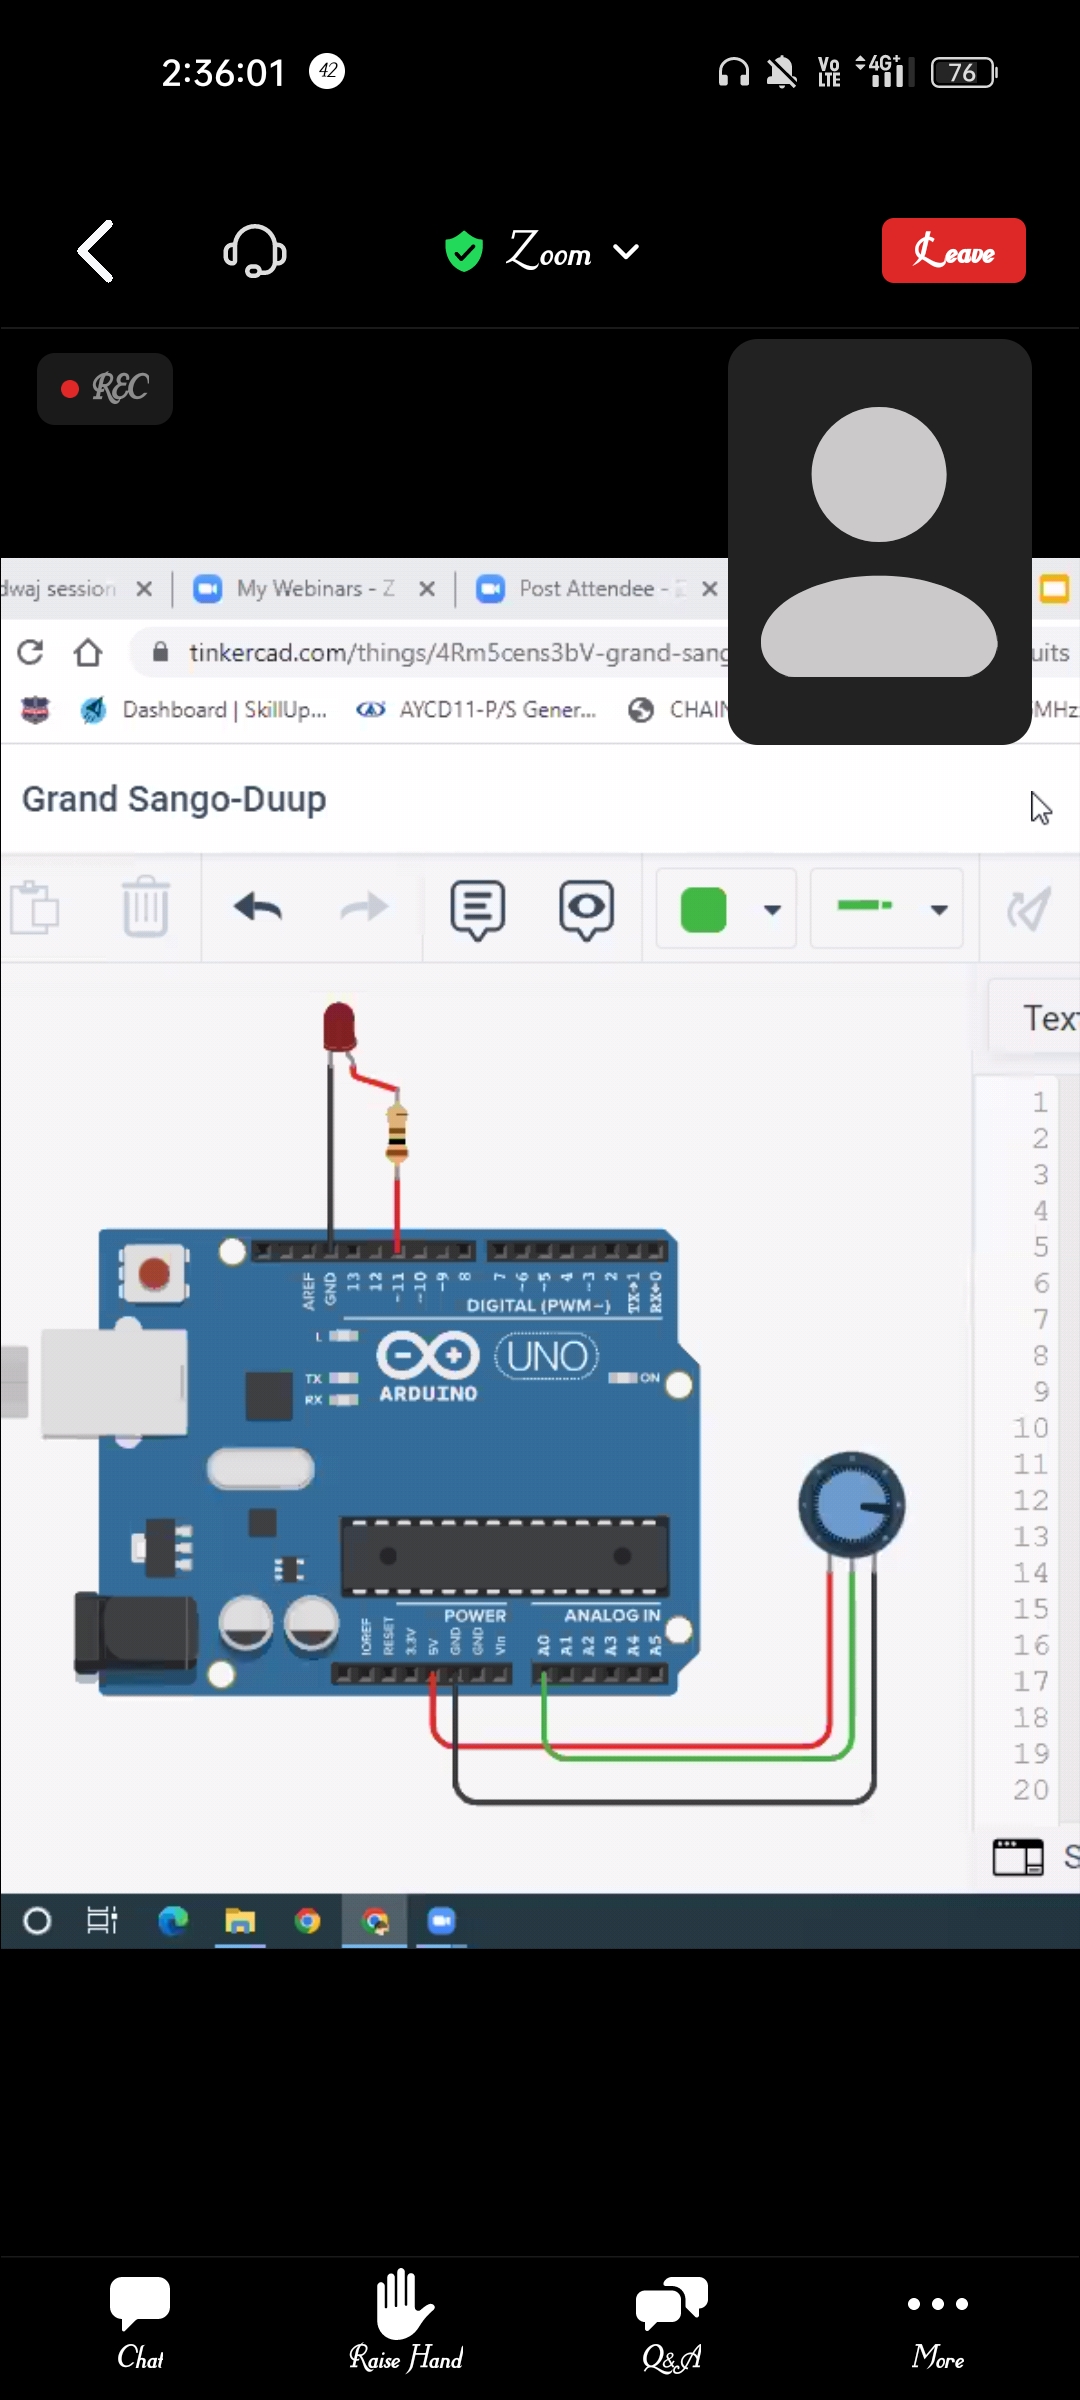 2:36:01 42 Vo LTE 4G+ 76
Zoom Leave
REC
dwaj session My Webinars - Z Post Attendee -
tinkercad.com/things/4Rm5cens3bV-grand-sang uits
Dashboard | SkillUp... AYCD11-P/S Gener... CHAIN MHz
Grand Sango-Duup
Text
1
2
3
4
5
6
7
8
9
10
11
12
13
14
15
16
17
18
19
20
S
AREF GND 13 12 ~11 ~10 ~9 8 7 ~6 ~5 4 ~3 2 TX→1 RX←0
DIGITAL (PWM~)
L
TX
RX
UNO
ON
ARDUINO
POWER ANALOG IN
IOREF RESET 3.3V 5V GND GND Vin A0 A1 A2 A3 A4 A5
Chat Raise Hand Q&A More